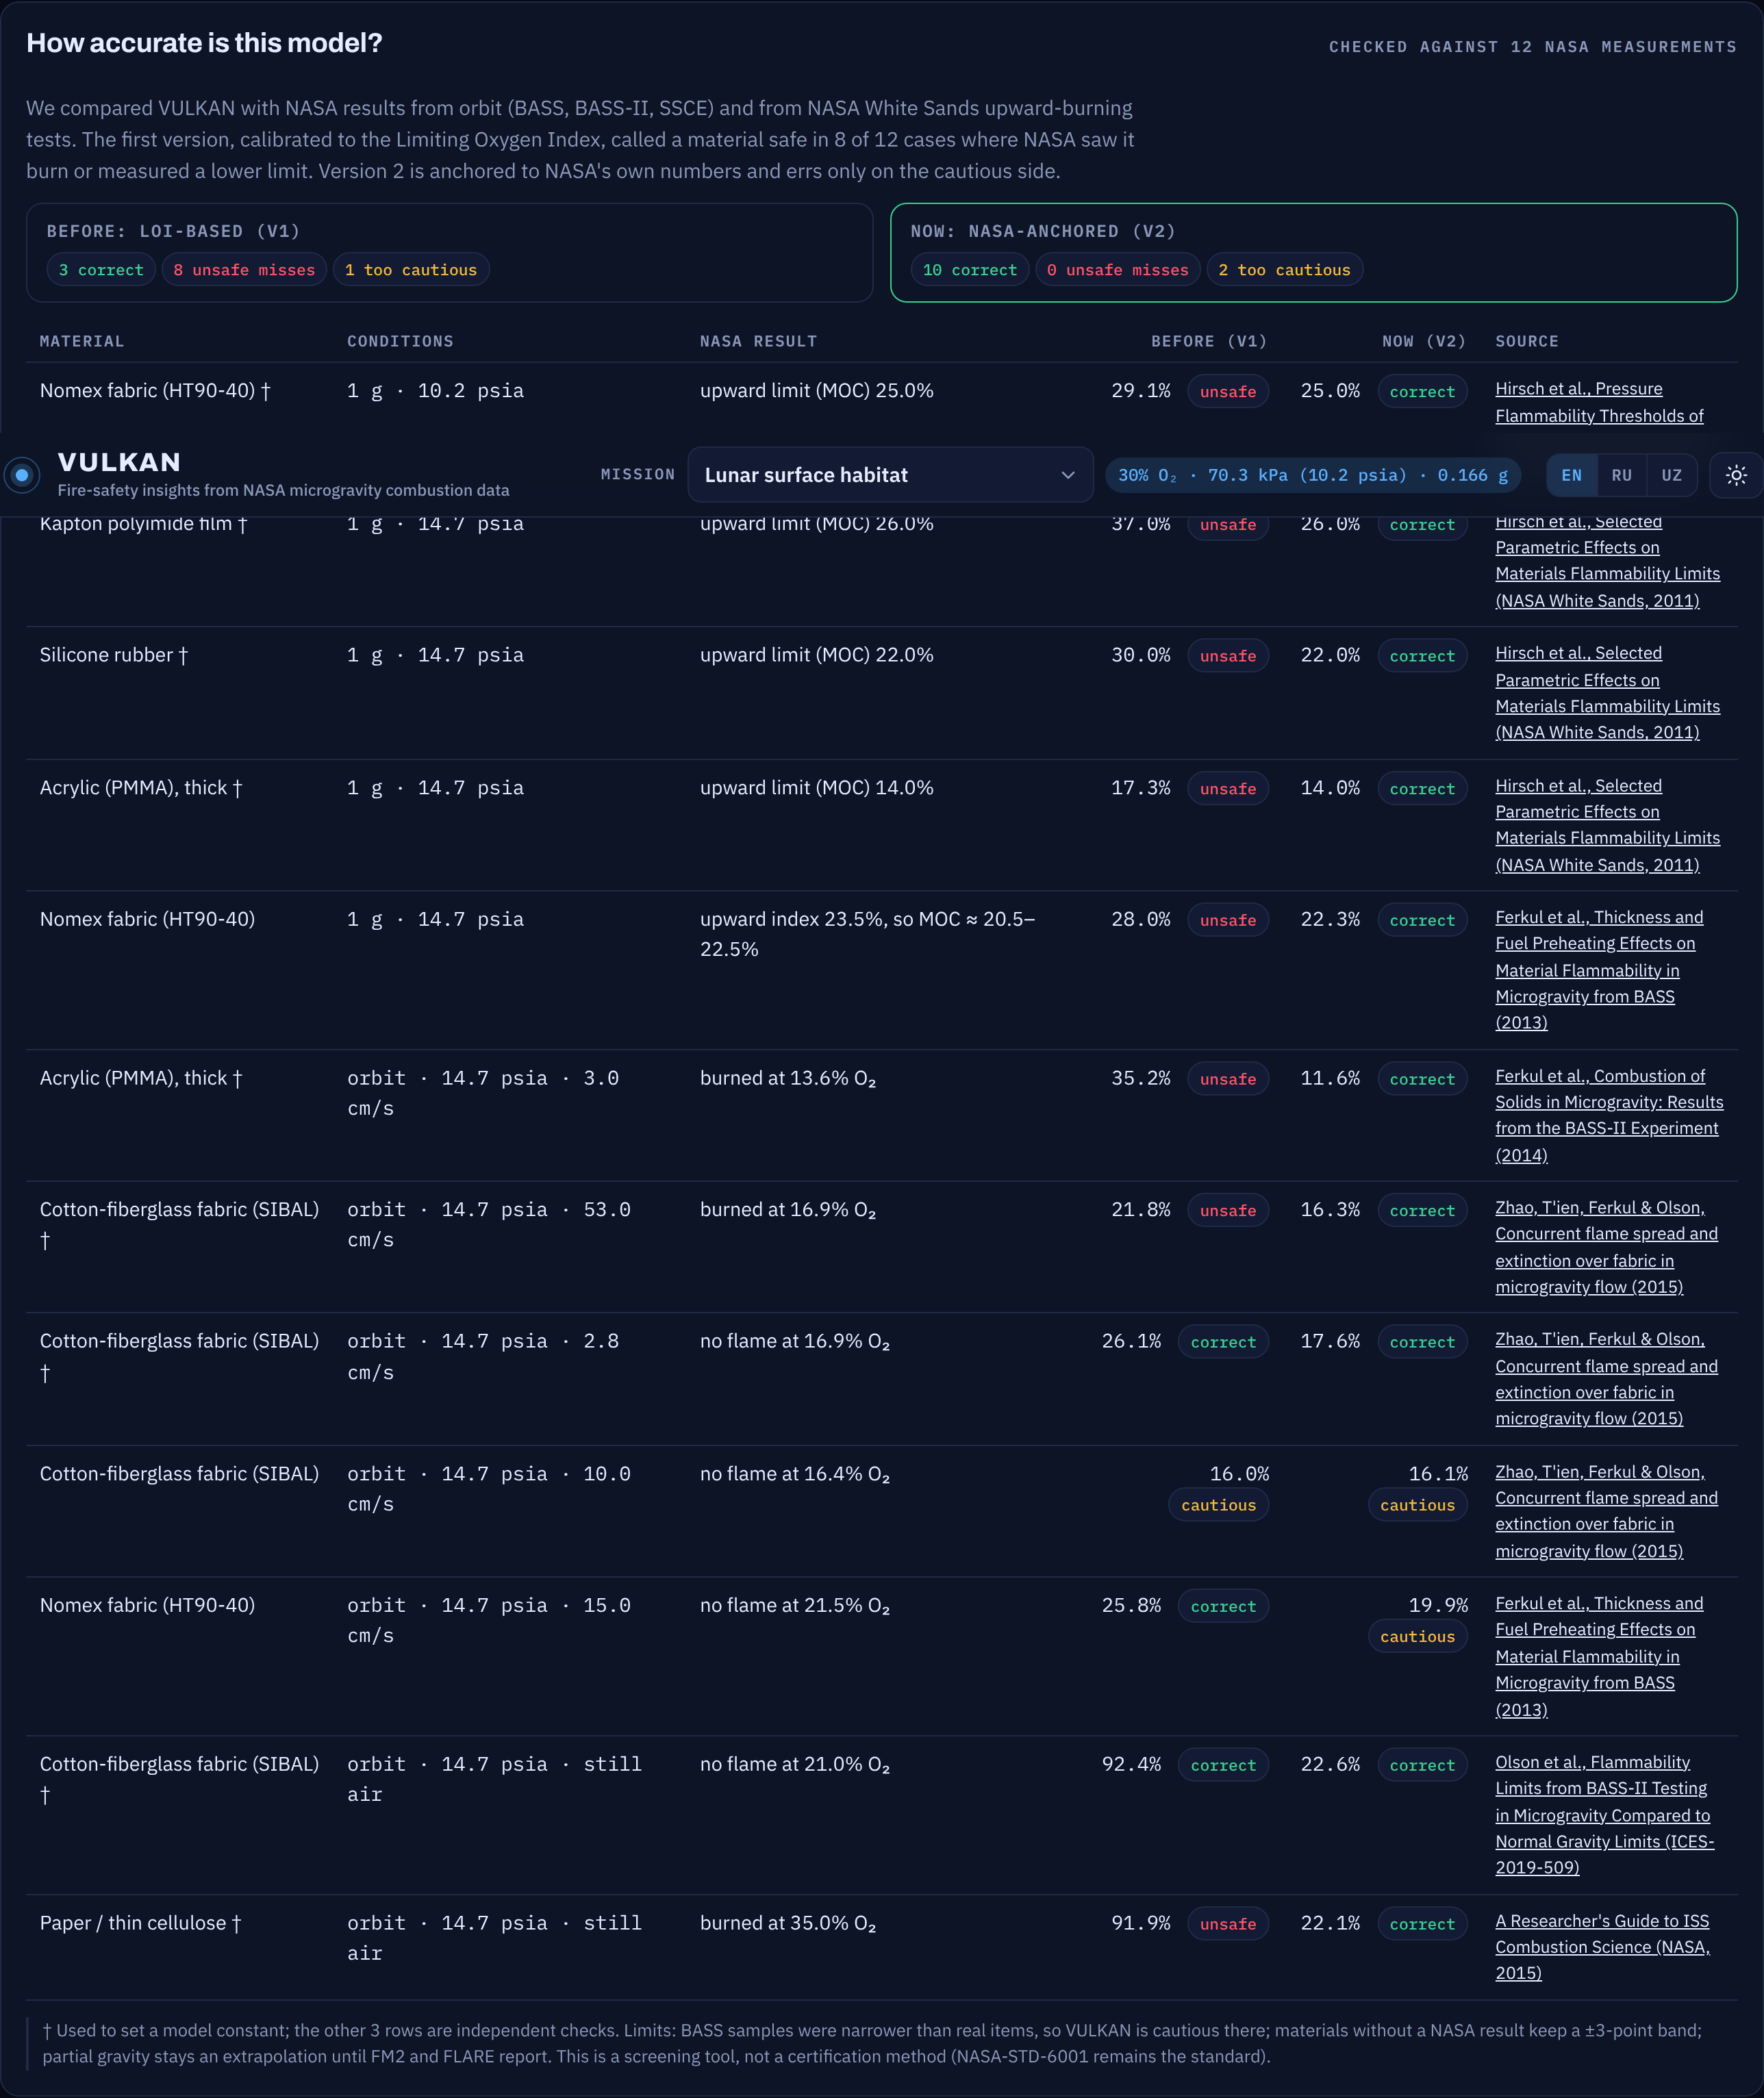 How accurate is this model?
CHECKED AGAINST 12 NASA MEASUREMENTS
We compared VULKAN with NASA results from orbit (BASS, BASS-II, SSCE) and from NASA White Sands upward-burning
tests. The first version, calibrated to the Limiting Oxygen Index, called a material safe in 8 of 12 cases where NASA saw it
burn or measured a lower limit. Version 2 is anchored to NASA's own numbers and errs only on the cautious side.
BEFORE: LOI-BASED (V1)
3 correct 8 unsafe misses 1 too cautious
NOW: NASA-ANCHORED (V2)
10 correct 0 unsafe misses 2 too cautious
MATERIAL CONDITIONS NASA RESULT BEFORE (V1) NOW (V2) SOURCE
Nomex fabric (HT90-40) † 1 g · 10.2 psia upward limit (MOC) 25.0% 29.1% unsafe 25.0% correct Hirsch et al., Pressure
Flammability Thresholds of
VULKAN
Fire-safety insights from NASA microgravity combustion data
MISSION Lunar surface habitat 30% O₂ · 70.3 kPa (10.2 psia) · 0.166 g EN RU UZ
Kapton polyimide film † 1 g · 14.7 psia upward limit (MOC) 26.0% 37.0% unsafe 26.0% correct Hirsch et al., Selected
Parametric Effects on
Materials Flammability Limits
(NASA White Sands, 2011)
Silicone rubber † 1 g · 14.7 psia upward limit (MOC) 22.0% 30.0% unsafe 22.0% correct Hirsch et al., Selected
Parametric Effects on
Materials Flammability Limits
(NASA White Sands, 2011)
Acrylic (PMMA), thick † 1 g · 14.7 psia upward limit (MOC) 14.0% 17.3% unsafe 14.0% correct Hirsch et al., Selected
Parametric Effects on
Materials Flammability Limits
(NASA White Sands, 2011)
Nomex fabric (HT90-40) 1 g · 14.7 psia upward index 23.5%, so MOC ≈ 20.5– 28.0% unsafe 22.3% correct Ferkul et al., Thickness and
22.5% Fuel Preheating Effects on
Material Flammability in
Microgravity from BASS
(2013)
Acrylic (PMMA), thick † orbit · 14.7 psia · 3.0 burned at 13.6% O₂ 35.2% unsafe 11.6% correct Ferkul et al., Combustion of
cm/s Solids in Microgravity: Results
from the BASS-II Experiment
(2014)
Cotton-fiberglass fabric (SIBAL) orbit · 14.7 psia · 53.0 burned at 16.9% O₂ 21.8% unsafe 16.3% correct Zhao, T'ien, Ferkul & Olson,
† cm/s Concurrent flame spread and
extinction over fabric in
microgravity flow (2015)
Cotton-fiberglass fabric (SIBAL) orbit · 14.7 psia · 2.8 no flame at 16.9% O₂ 26.1% correct 17.6% correct Zhao, T'ien, Ferkul & Olson,
† cm/s Concurrent flame spread and
extinction over fabric in
microgravity flow (2015)
Cotton-fiberglass fabric (SIBAL) orbit · 14.7 psia · 10.0 no flame at 16.4% O₂ 16.0% 16.1% Zhao, T'ien, Ferkul & Olson,
cm/s cautious cautious Concurrent flame spread and
extinction over fabric in
microgravity flow (2015)
Nomex fabric (HT90-40) orbit · 14.7 psia · 15.0 no flame at 21.5% O₂ 25.8% correct 19.9% Ferkul et al., Thickness and
cm/s cautious Fuel Preheating Effects on
Material Flammability in
Microgravity from BASS
(2013)
Cotton-fiberglass fabric (SIBAL) orbit · 14.7 psia · still no flame at 21.0% O₂ 92.4% correct 22.6% correct Olson et al., Flammability
† air Limits from BASS-II Testing
in Microgravity Compared to
Normal Gravity Limits (ICES-
2019-509)
Paper / thin cellulose † orbit · 14.7 psia · still burned at 35.0% O₂ 91.9% unsafe 22.1% correct A Researcher's Guide to ISS
air Combustion Science (NASA,
2015)
† Used to set a model constant; the other 3 rows are independent checks. Limits: BASS samples were narrower than real items, so VULKAN is cautious there; materials without a NASA result keep a ±3-point band;
partial gravity stays an extrapolation until FM2 and FLARE report. This is a screening tool, not a certification method (NASA-STD-6001 remains the standard).